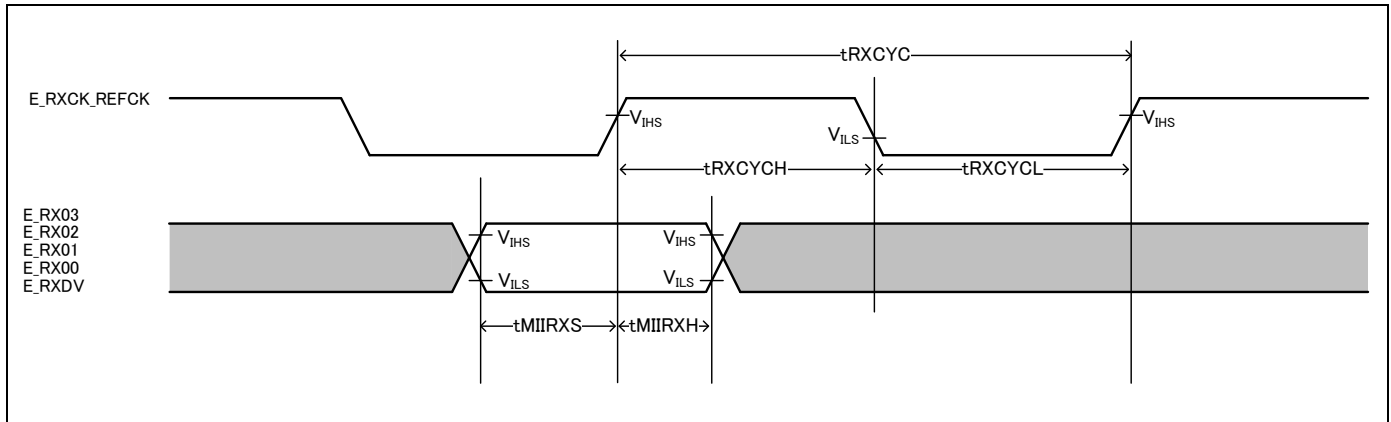 tRXCYC
E_RXCK_REFCK
VIHS
VILS
VIHS
tRXCYCH
tRXCYCL
E_RX03
E_RX02
E_RX01
E_RX00
E_RXDV
VIHS
VIHS
VILS
VILS
tMIIRXS
tMIIRXH